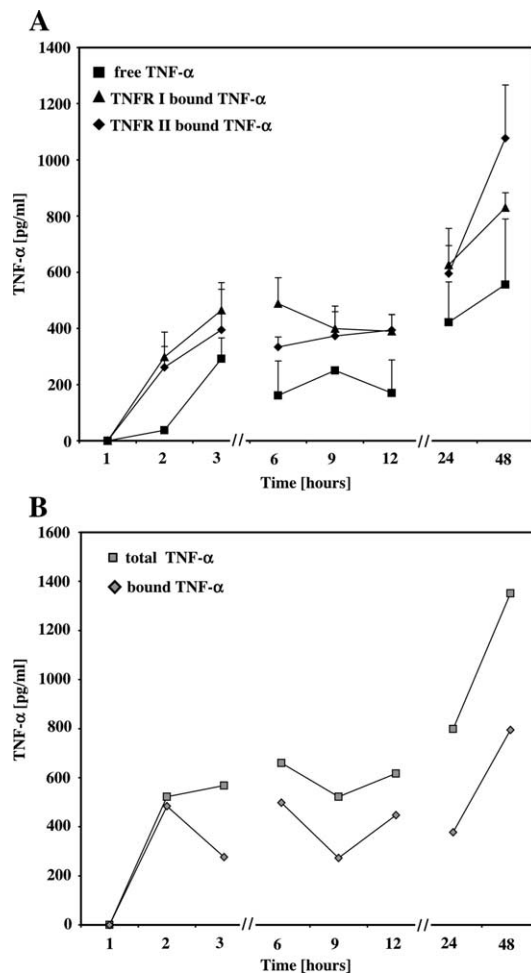 A
1400
1200
1000
800
600
400
200
0
TNF-α [pg/ml]
free TNF-α
TNFR I bound TNF-α
TNFR II bound TNF-α
1 2 3 // 6 9 12 // 24 48
Time [hours]
B
1600
1400
1200
1000
800
600
400
200
0
TNF-α [pg/ml]
total TNF-α
bound TNF-α
1 2 3 // 6 9 12 // 24 48
Time [hours]